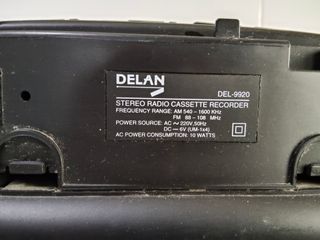 DELAN
DEL-9920
STEREO RADIO CASSETTE RECORDER
FREQUENCY RANGE: AM 540 - 1600 KHz
FM 88 - 108 MHz
POWER SOURCE: AC ~ 220V, 50Hz
DC ⎓ 6V (UM-1x4)
AC POWER CONSUMPTION: 10 WATTS